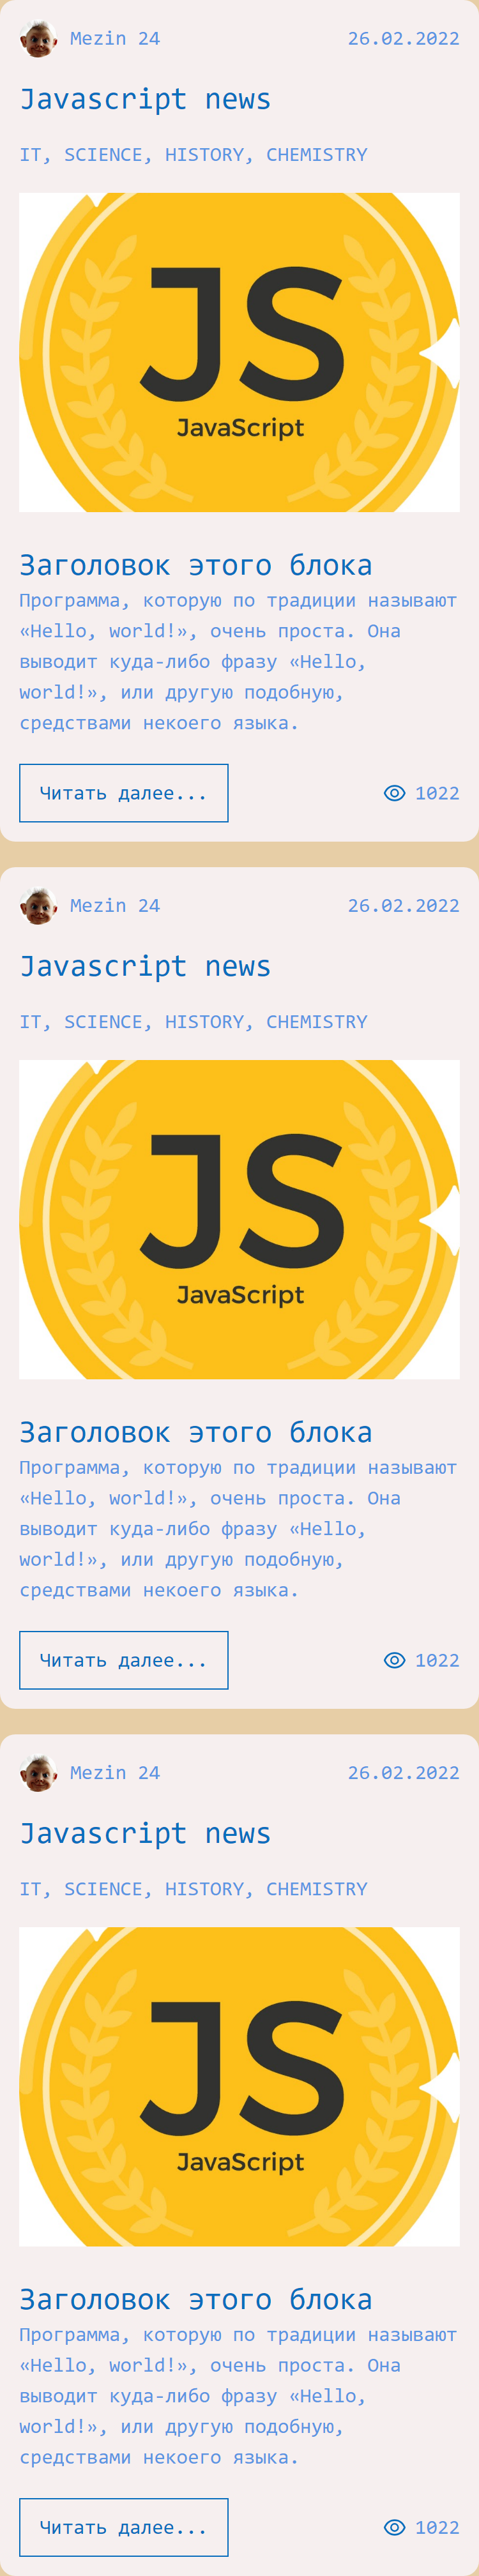 Mezin 24 26.02.2022
Javascript news
IT, SCIENCE, HISTORY, CHEMISTRY
JS
JavaScript
Заголовок этого блока
Программа, которую по традиции называют
«Hello, world!», очень проста. Она
выводит куда-либо фразу «Hello,
world!», или другую подобную,
средствами некоего языка.
Читать далее... 1022
Mezin 24 26.02.2022
Javascript news
IT, SCIENCE, HISTORY, CHEMISTRY
JS
JavaScript
Заголовок этого блока
Программа, которую по традиции называют
«Hello, world!», очень проста. Она
выводит куда-либо фразу «Hello,
world!», или другую подобную,
средствами некоего языка.
Читать далее... 1022
Mezin 24 26.02.2022
Javascript news
IT, SCIENCE, HISTORY, CHEMISTRY
JS
JavaScript
Заголовок этого блока
Программа, которую по традиции называют
«Hello, world!», очень проста. Она
выводит куда-либо фразу «Hello,
world!», или другую подобную,
средствами некоего языка.
Читать далее... 1022